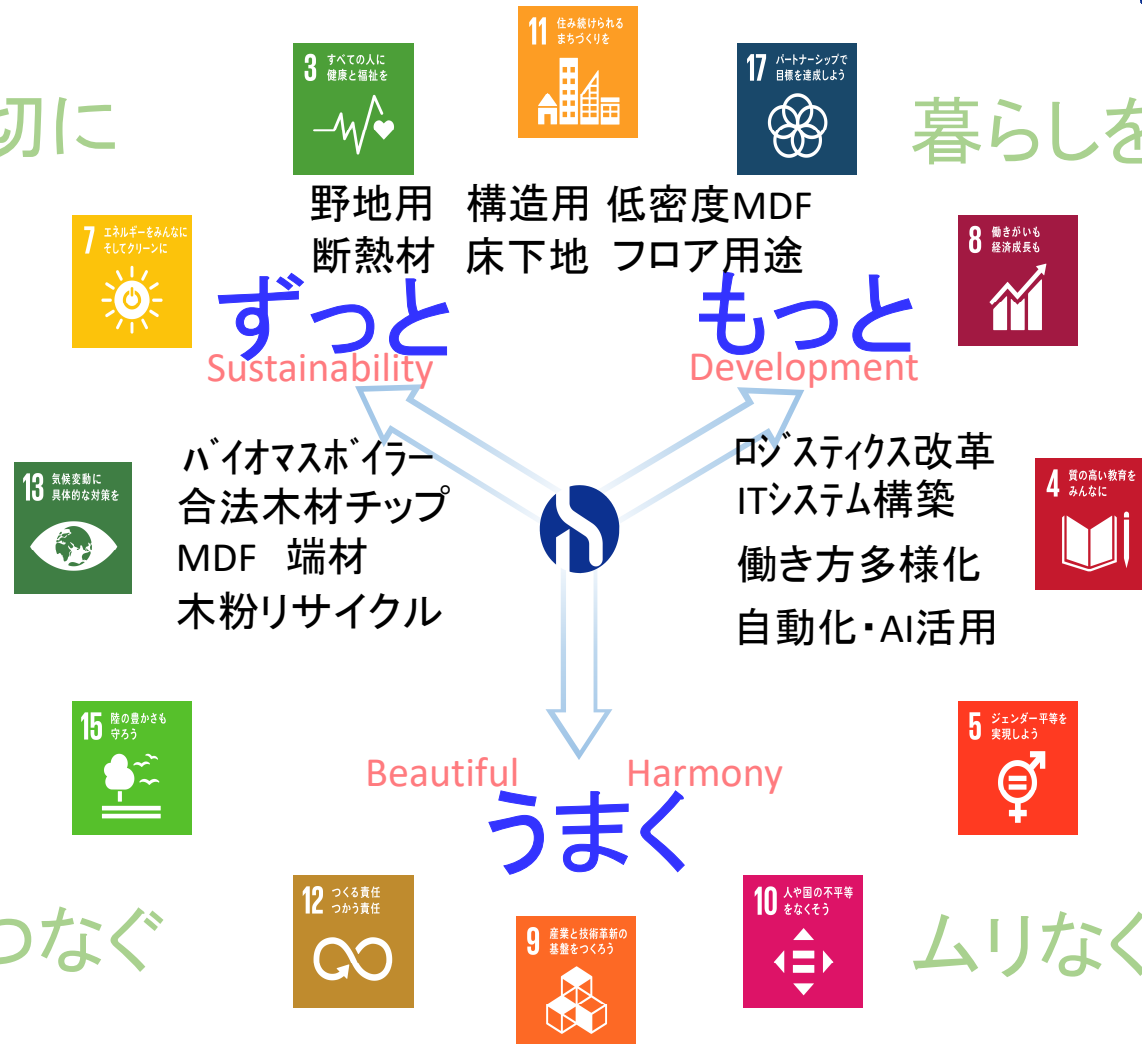 11 住み続けられる
まちづくりを
3 すべての人に
健康と福祉を
17 パートナーシップで
目標を達成しよう
切に
暮らしを
野地用 構造用 低密度MDF
断熱材 床下地 フロア用途
7 エネルギーをみんなに
そしてクリーンに
8 働きがいも
経済成長も
ずっと
もっと
Sustainability
Development
13 気候変動に
具体的な対策を
バイオマスボイラー
合法木材チップ
MDF 端材
木粉リサイクル
ロジスティクス改革
ITシステム構築
働き方多様化
自動化・AI活用
4 質の高い教育を
みんなに
15 陸の豊かさも
守ろう
5 ジェンダー平等を
実現しよう
Beautiful Harmony
うまく
12 つくる責任
つかう責任
10 人や国の不平等
をなくそう
つなぐ
ムリなく
9 産業と技術革新の
基盤をつくろう